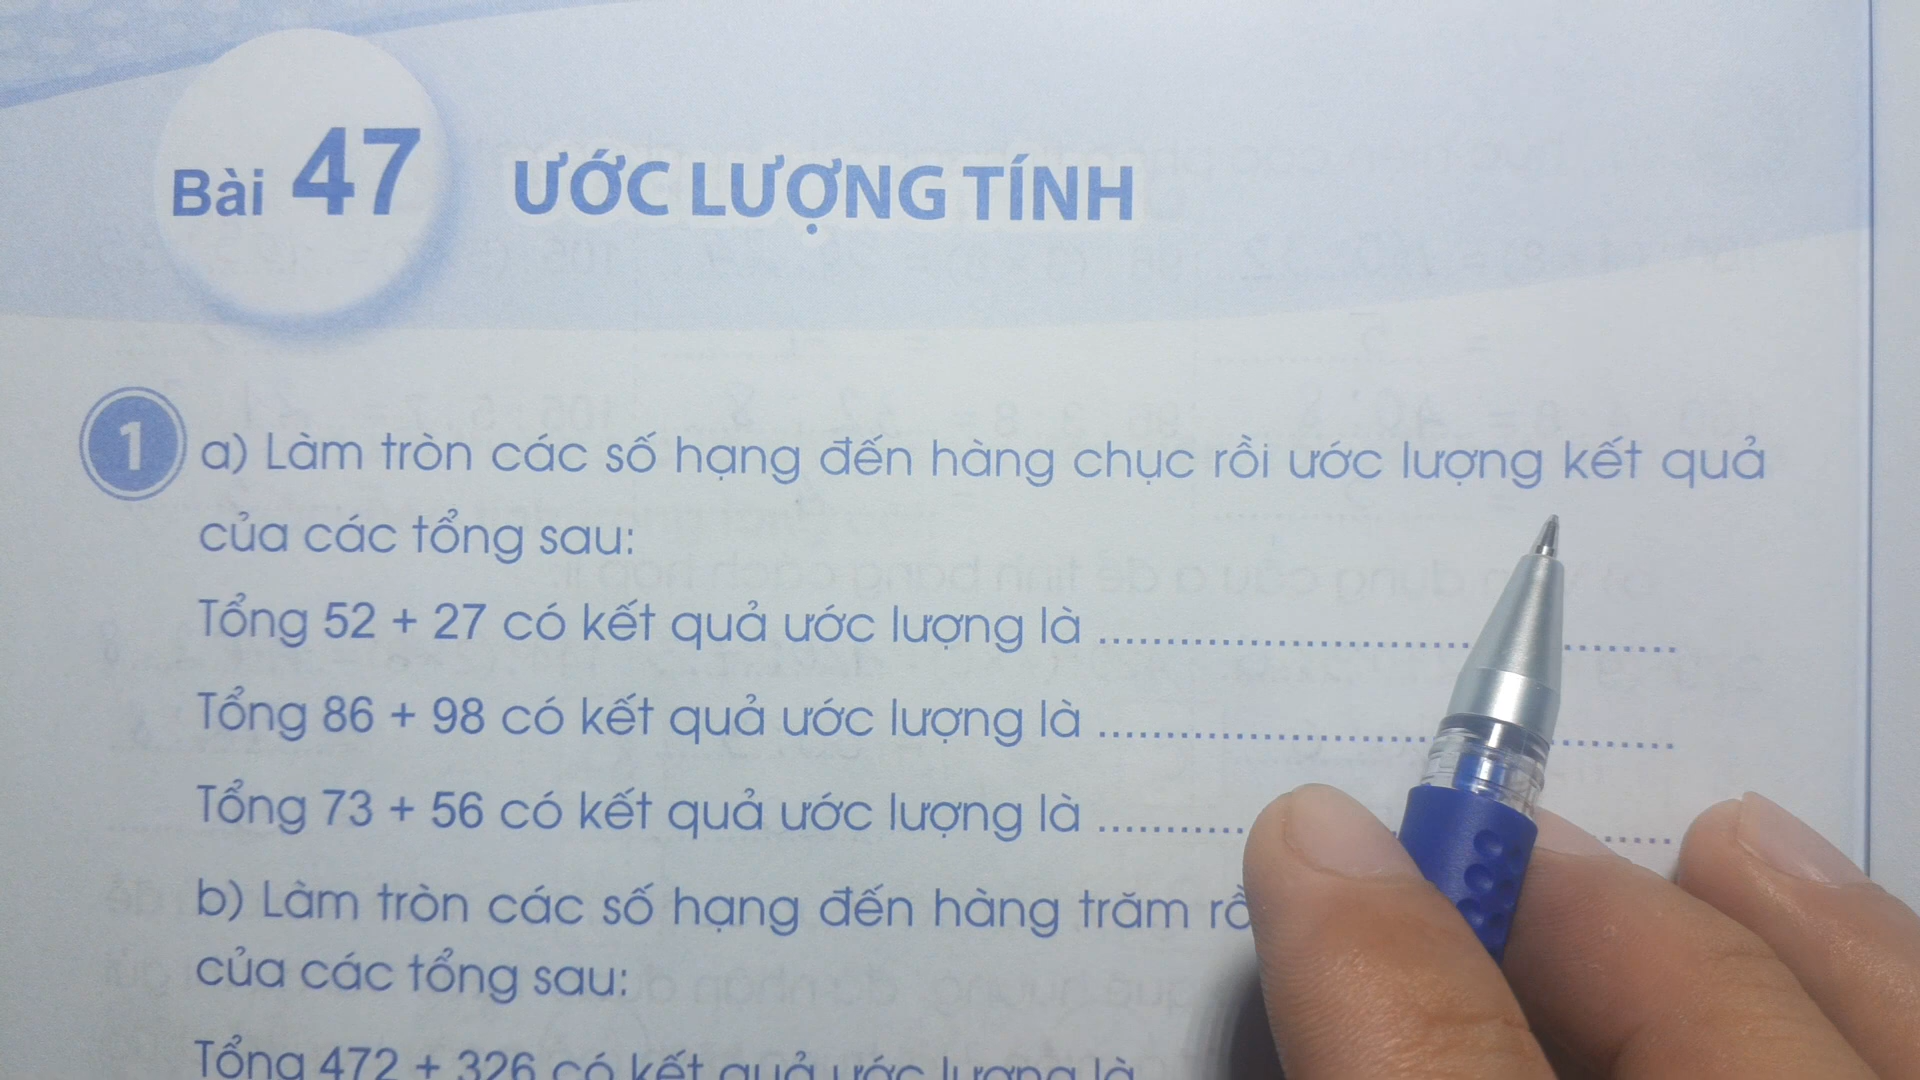 Bài 47 ƯỚC LƯỢNG TÍNH
1 a) Làm tròn các số hạng đến hàng chục rồi ước lượng kết quả
của các tổng sau:
Tổng 52 + 27 có kết quả ước lượng là ........................................
Tổng 86 + 98 có kết quả ước lượng là ........................................
Tổng 73 + 56 có kết quả ước lượng là ...........
b) Làm tròn các số hạng đến hàng trăm
của các tổng sau:
Tổng 472 + 326 có kết quả ước lượng là